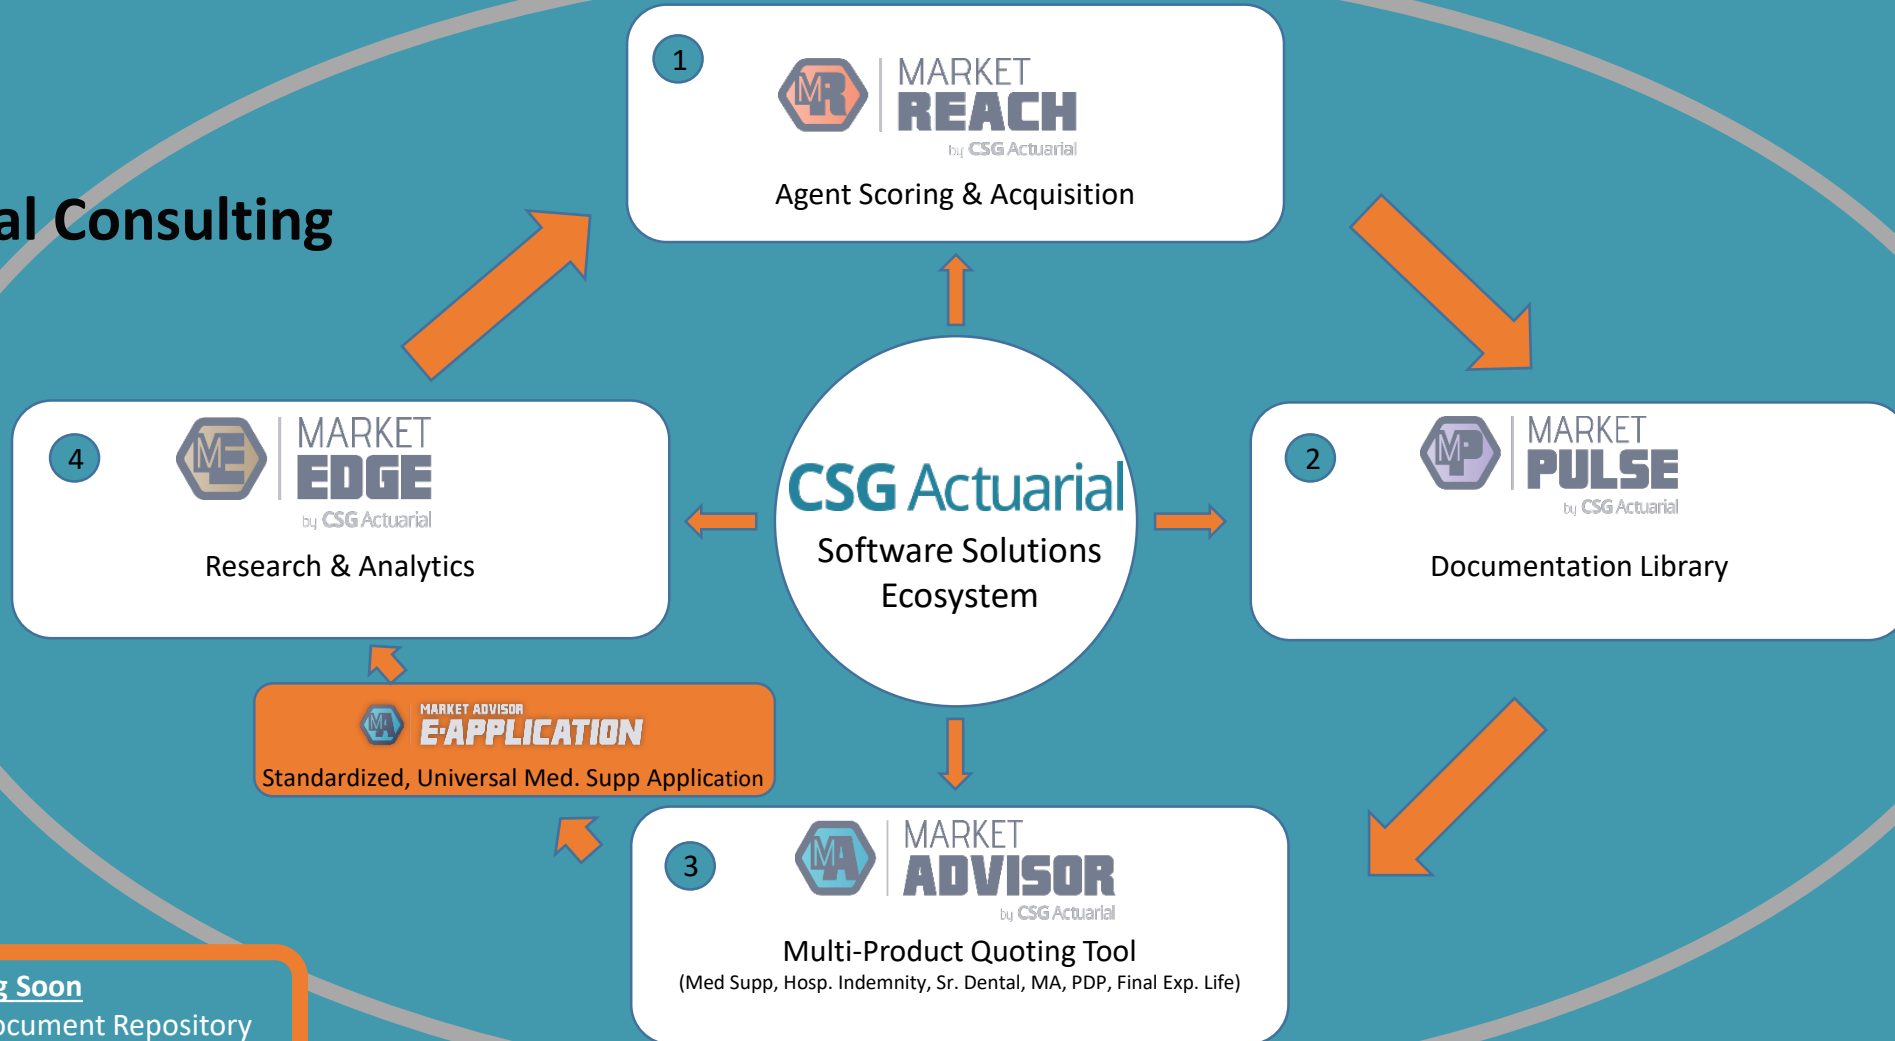 1
MR
MARKET
REACH
by CSG Actuarial
Agent Scoring & Acquisition
al Consulting
4
ME
MARKET
EDGE
by CSG Actuarial
Research & Analytics
CSG Actuarial
Software Solutions
Ecosystem
2
MP
MARKET
PULSE
by CSG Actuarial
Documentation Library
MA
MARKET ADVISOR
E-APPLICATION
Standardized, Universal Med. Supp Application
3
MA
MARKET
ADVISOR
by CSG Actuarial
Multi-Product Quoting Tool
(Med Supp, Hosp. Indemnity, Sr. Dental, MA, PDP, Final Exp. Life)
g Soon
ocument Repository